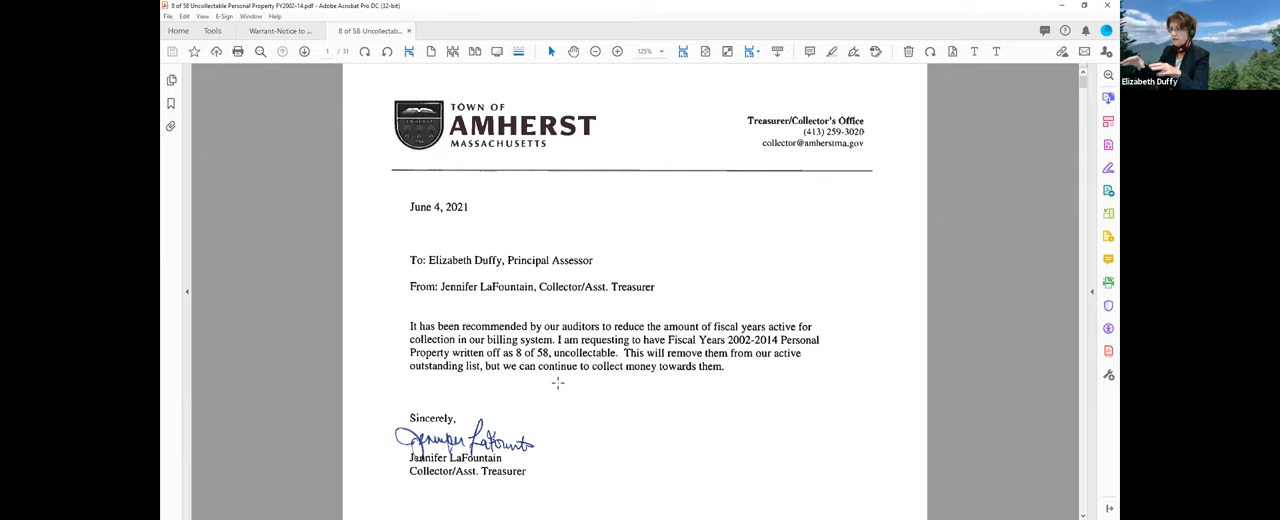 8 of 58 Uncollectable Personal Property FY2002-14.pdf - Adobe Acrobat Pro DC (32-bit)
File Edit View E-Sign Window Help
Home Tools Warrant-Notice to ... 8 of 58 Uncollectab...
1 / 31 125%
Elizabeth Duffy
TOWN OF
AMHERST
MASSACHUSETTS
Treasurer/Collector's Office
(413) 259-3020
collector@amherstma.gov
June 4, 2021
To: Elizabeth Duffy, Principal Assessor
From: Jennifer LaFountain, Collector/Asst. Treasurer
It has been recommended by our auditors to reduce the amount of fiscal years active for
collection in our billing system. I am requesting to have Fiscal Years 2002-2014 Personal
Property written off as 8 of 58, uncollectable. This will remove them from our active
outstanding list, but we can continue to collect money towards them.
Sincerely,
Jennifer LaFountain
Jennifer LaFountain
Collector/Asst. Treasurer